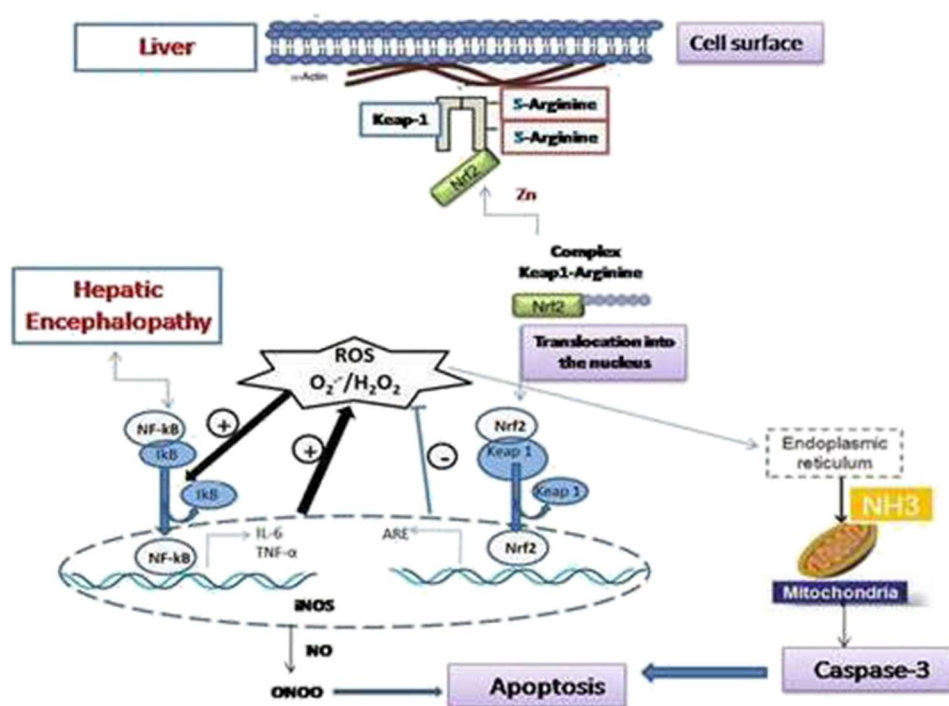 Liver
Cell surface
α-Actin
Keap-1
S-Arginine
S-Arginine
Nrf2
Zn
Complex
Keap1-Arginine
Nrf2
Hepatic
Encephalopathy
Translocation into
the nucleus
ROS
O₂·⁻/H₂O₂
NF-kB
IkB
+
+
-
Nrf2
Keap 1
Endoplasmic
reticulum
IkB
Keap 1
NH3
IL-6
TNF-α
ARE
NF-kB
Nrf2
Mitochondria
iNOS
NO
ONOO
Apoptosis
Caspase-3